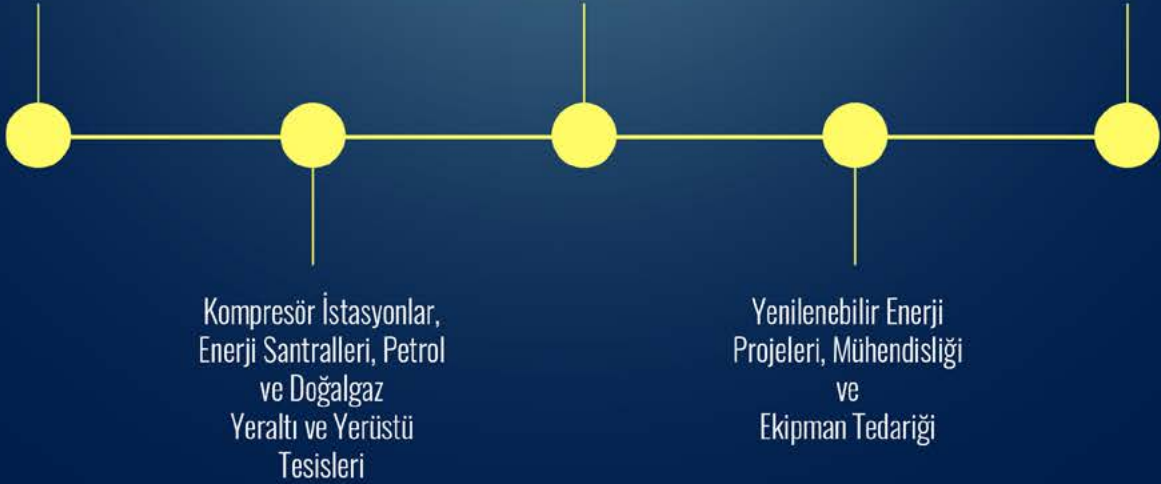 Kompresör İstasyonlar,
Enerji Santralleri, Petrol
ve Doğalgaz
Yeraltı ve Yerüstü
Tesisleri
Yenilenebilir Enerji
Projeleri, Mühendisliği
ve
Ekipman Tedariği